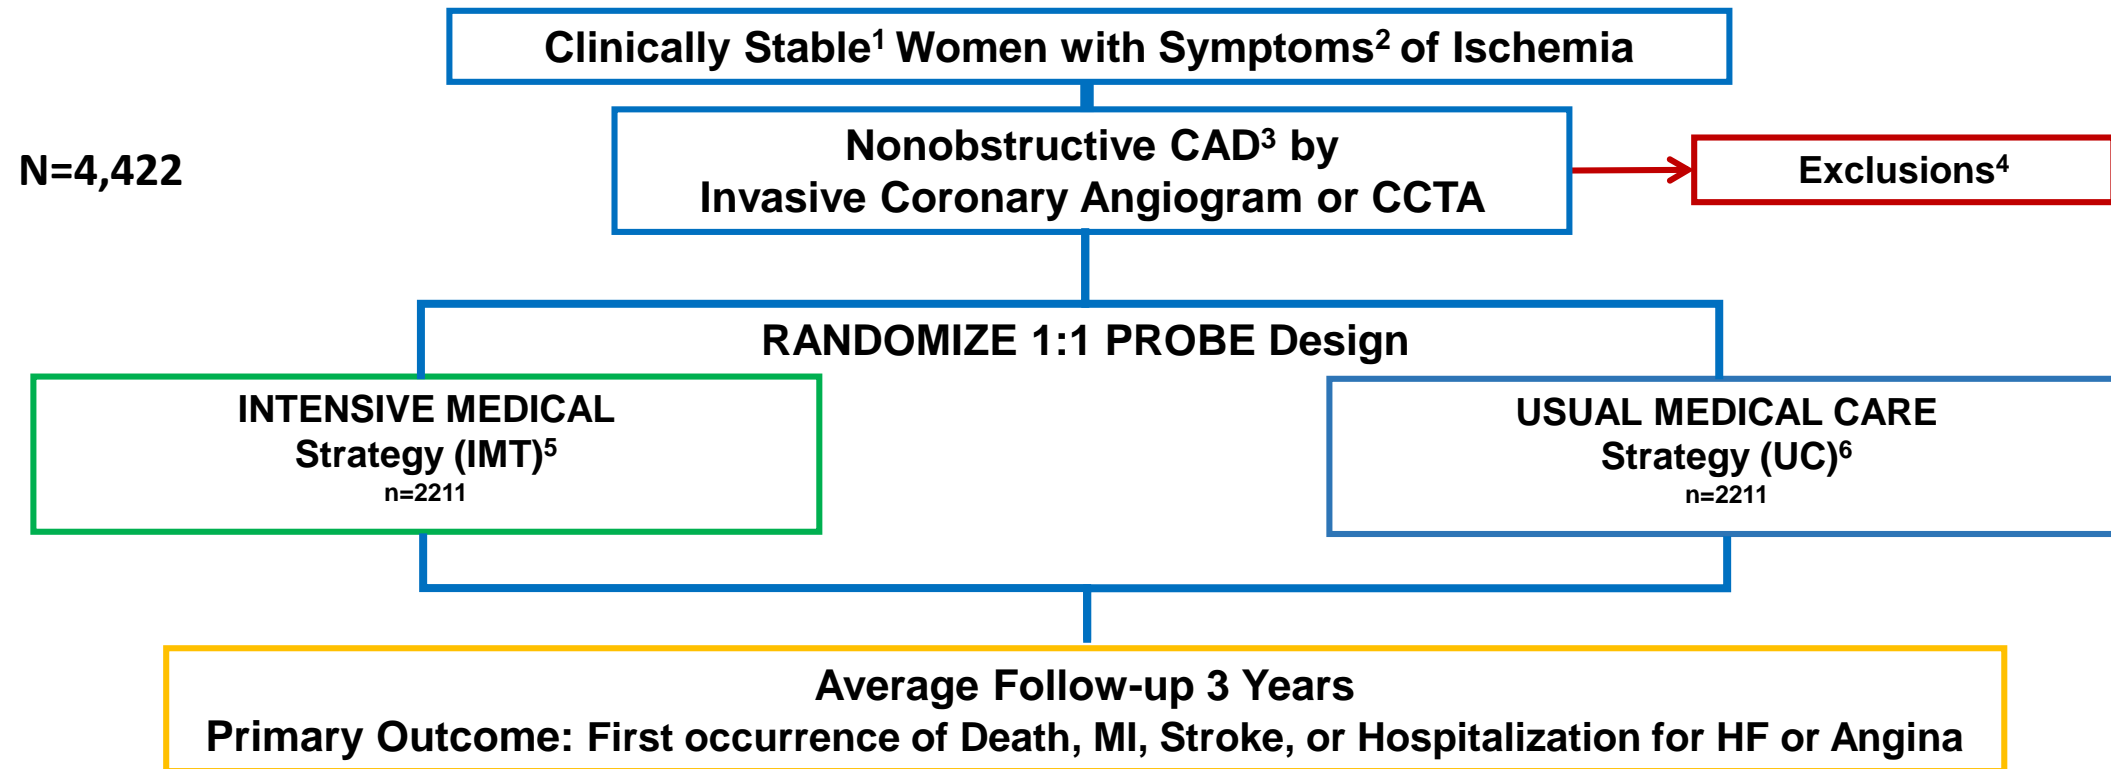 Clinically Stable¹ Women with Symptoms² of Ischemia
N=4,422
Nonobstructive CAD³ by
Invasive Coronary Angiogram or CCTA
Exclusions⁴
RANDOMIZE 1:1 PROBE Design
INTENSIVE MEDICAL
Strategy (IMT)⁵
n=2211
USUAL MEDICAL CARE
Strategy (UC)⁶
n=2211
Average Follow-up 3 Years
Primary Outcome: First occurrence of Death, MI, Stroke, or Hospitalization for HF or Angina